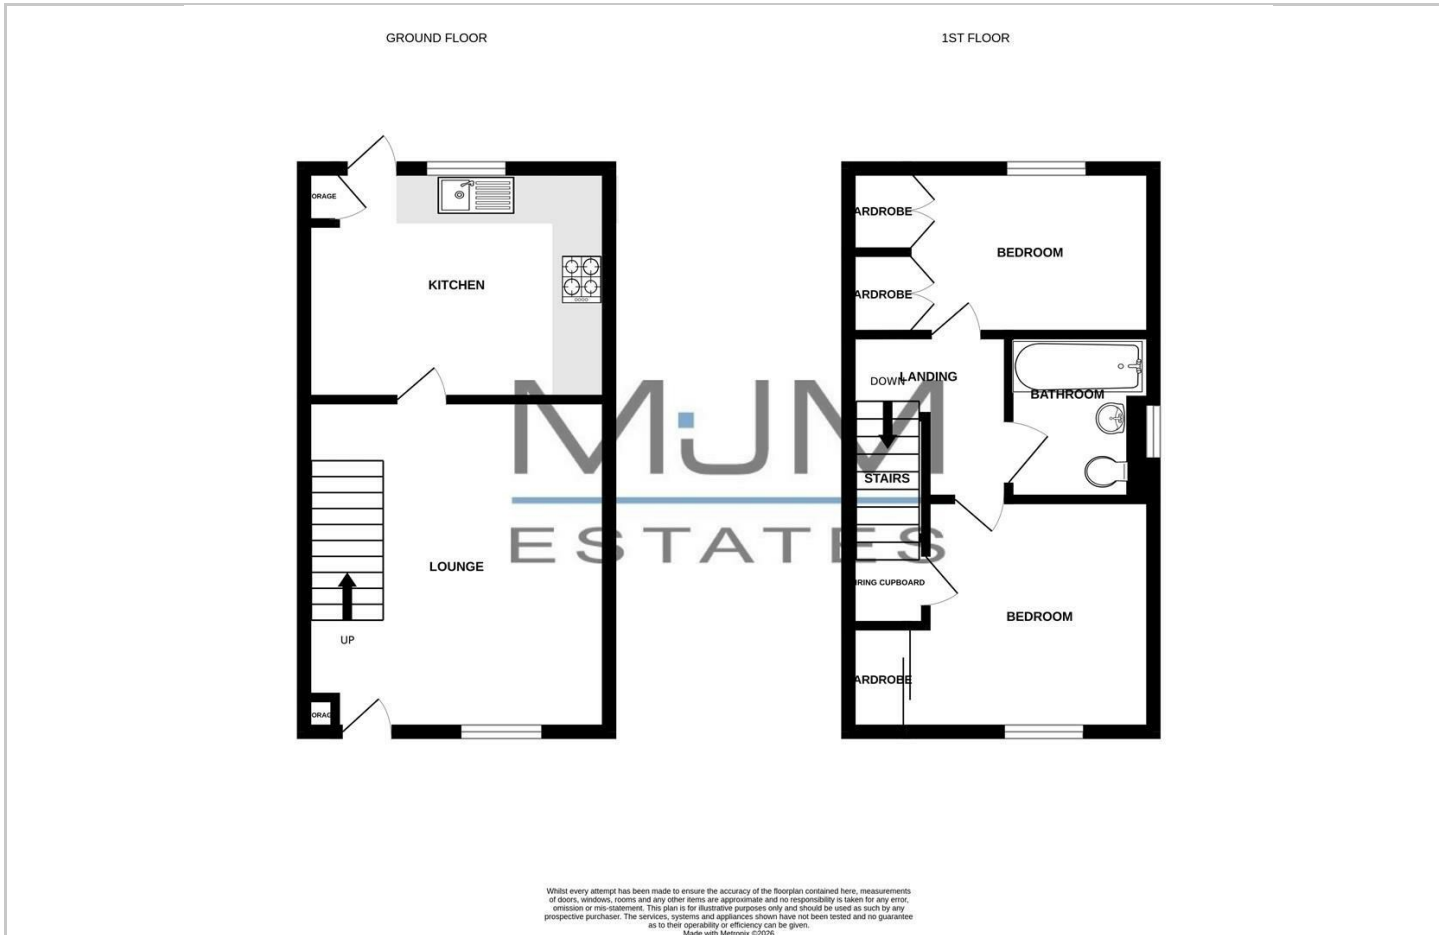 GROUND FLOOR
1ST FLOOR
ORAGE
KITCHEN
LOUNGE
UP
ORAG
ARDROBE
BEDROOM
ARDROBE
LANDING
DOWN
BATHROOM
STAIRS
IRING CUPBOARD
BEDROOM
ARDROBE
MJM
ESTATES
Whilst every attempt has been made to ensure the accuracy of the floorplan contained here, measurements
of doors, windows, rooms and any other items are approximate and no responsibility is taken for any error,
omission or mis-statement. This plan is for illustrative purposes only and should be used as such by any
prospective purchaser. The services, systems and appliances shown have not been tested and no guarantee
as to their operability or efficiency can be given.
Made with Metropix ©2026